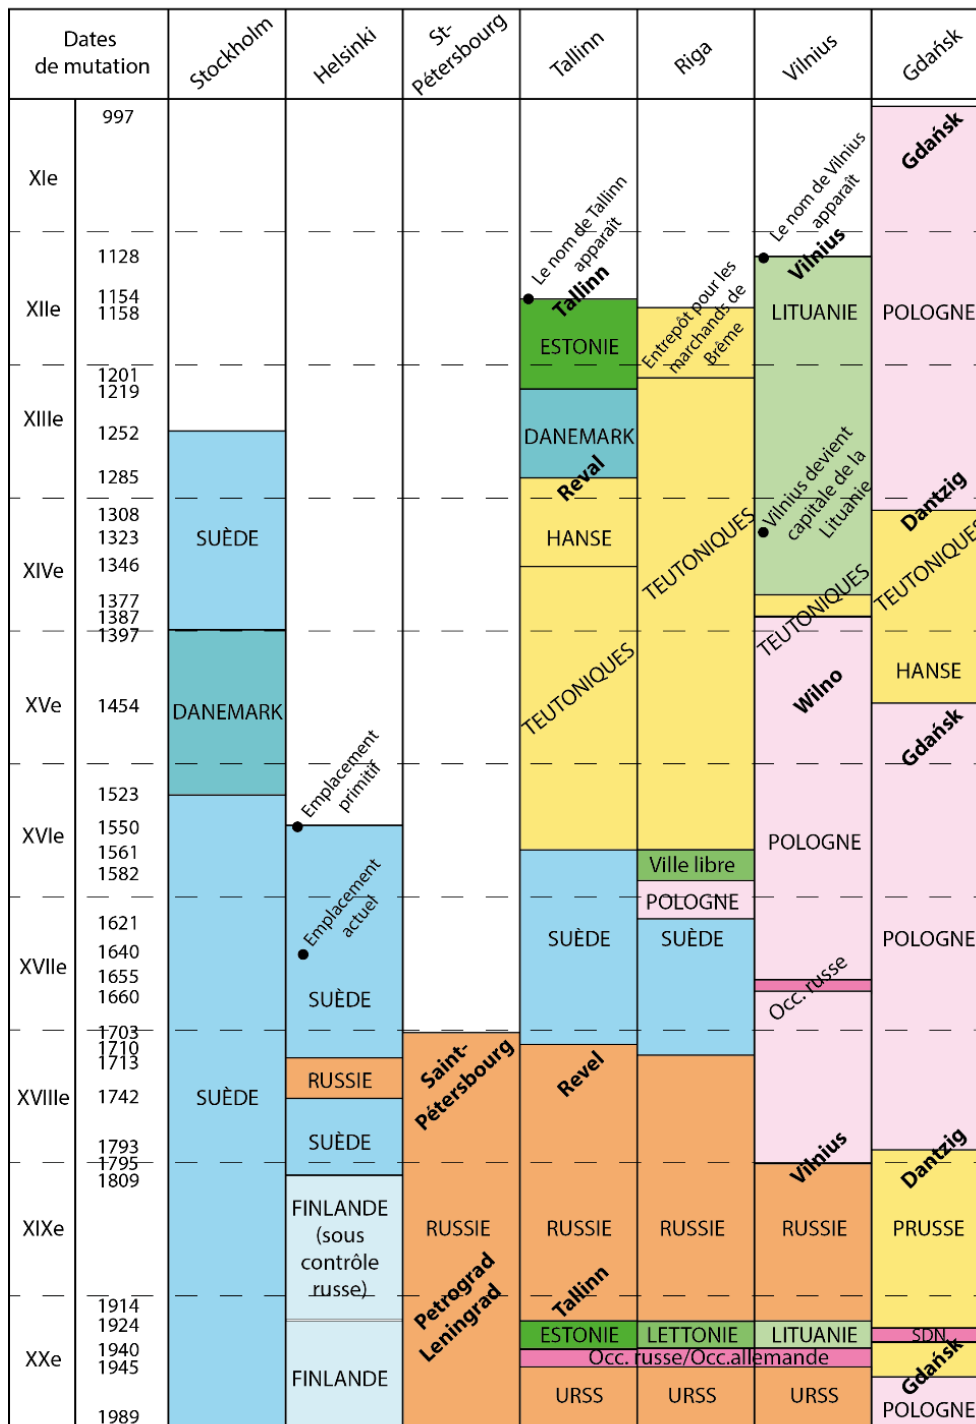 Dates
de mutation
Stockholm
Helsinki
St-
Pétersbourg
Tallinn
Riga
Vilnius
Gdańsk
XIe
XIIe
XIIIe
XIVe
XVe
XVIe
XVIIe
XVIIIe
XIXe
XXe
997
1128
1154
1158
1201
1219
1252
1285
1308
1323
1346
1377
1387
1397
1454
1523
1550
1561
1582
1621
1640
1655
1660
1703
1710
1713
1742
1793
1795
1809
1914
1924
1940
1945
1989
SUÈDE
DANEMARK
SUÈDE
Emplacement
primitif
Emplacement
actuel
SUÈDE
RUSSIE
SUÈDE
FINLANDE
(sous
contrôle
russe)
FINLANDE
Saint-
Pétersbourg
RUSSIE
Petrograd
Leningrad
Le nom de Tallinn
apparaît
Tallinn
ESTONIE
DANEMARK
Reval
HANSE
TEUTONIQUES
SUÈDE
Revel
RUSSIE
Tallinn
ESTONIE
Occ. russe/Occ.allemande
URSS
Entrepôt pour les
marchands de
Brême
TEUTONIQUES
Ville libre
POLOGNE
SUÈDE
RUSSIE
LETTONIE
URSS
Le nom de Vilnius
apparaît
Vilnius
LITUANIE
Vilnius devient
capitale de la
Lituanie
TEUTONIQUES
Wilno
POLOGNE
Occ. russe
Vilnius
RUSSIE
LITUANIE
URSS
Gdańsk
POLOGNE
Dantzig
TEUTONIQUES
HANSE
Gdańsk
POLOGNE
Dantzig
PRUSSE
SDN
Gdańsk
POLOGNE